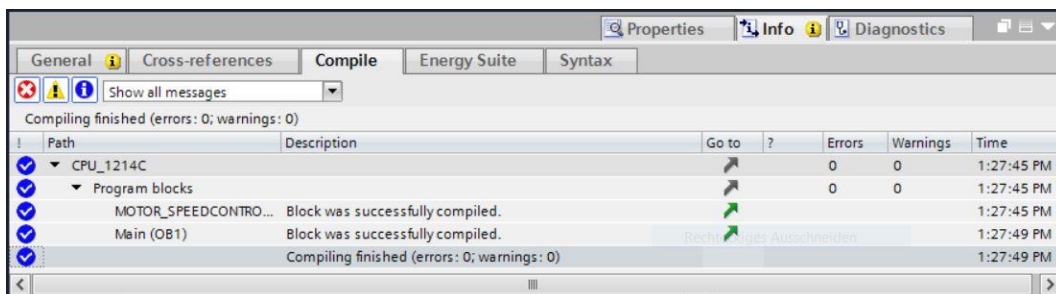 Properties Info Diagnostics
General Cross-references Compile Energy Suite Syntax
Show all messages
Compiling finished (errors: 0; warnings: 0)
! Path Description Go to ? Errors Warnings Time
CPU_1214C 0 0 1:27:45 PM
Program blocks 0 0 1:27:45 PM
MOTOR_SPEEDCONTRO... Block was successfully compiled. 1:27:45 PM
Main (OB1) Block was successfully compiled. Rechteckiges Ausschneiden 1:27:49 PM
Compiling finished (errors: 0; warnings: 0) 1:27:49 PM